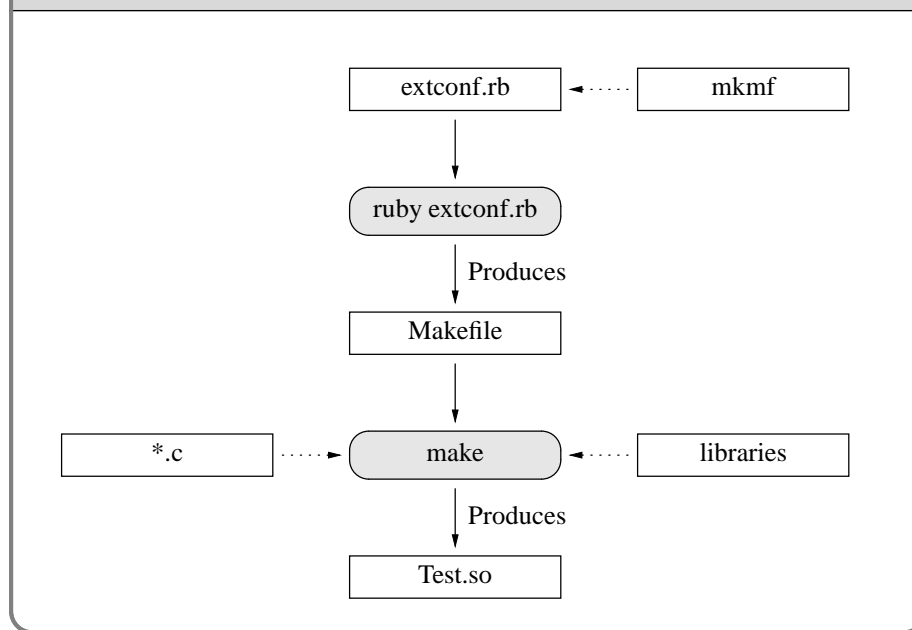 extconf.rb
mkmf
ruby extconf.rb
Produces
Makefile
*.c
make
libraries
Produces
Test.so